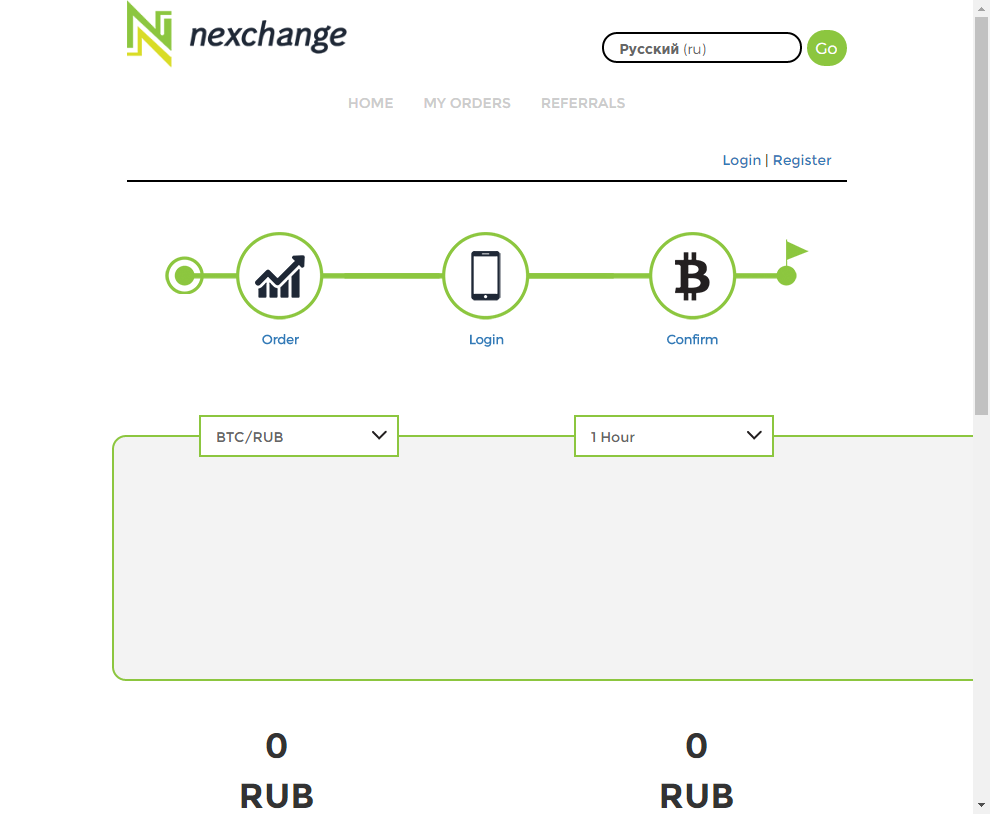 nexchange
Русский (ru)
Go
HOME MY ORDERS REFERRALS
Login | Register
Order Login Confirm
BTC/RUB 1 Hour
0 0
RUB RUB